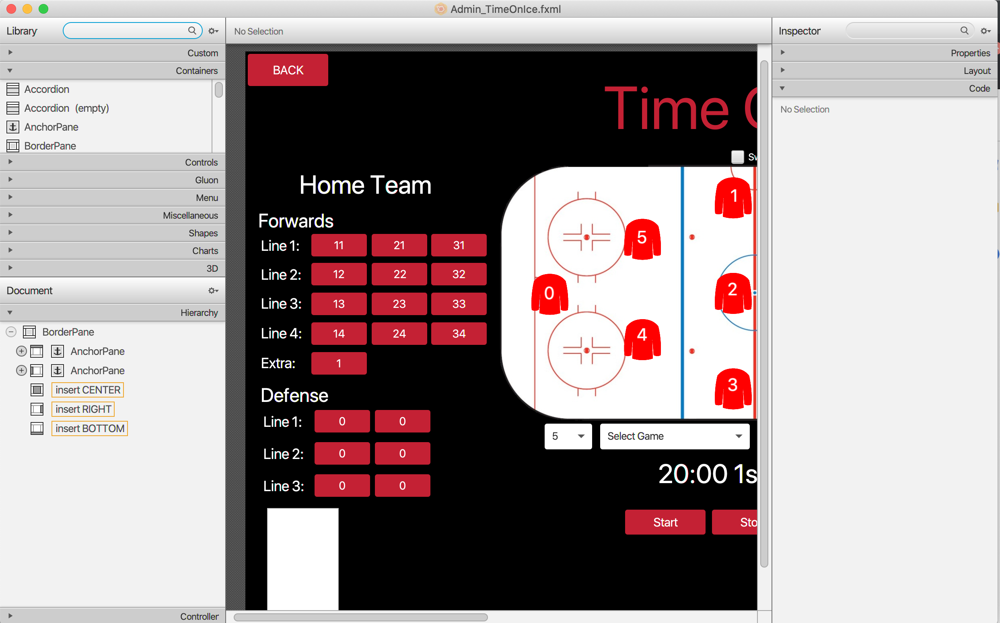 Admin_TimeOnIce.fxml
Library
No Selection
Inspector
Custom
Containers
Accordion
Accordion (empty)
AnchorPane
BorderPane
Controls
Gluon
Menu
Miscellaneous
Shapes
Charts
3D
Document
Hierarchy
BorderPane
AnchorPane
AnchorPane
insert CENTER
insert RIGHT
insert BOTTOM
Controller
BACK
Time
Home Team
Forwards
Line 1: 11 21 31
Line 2: 12 22 32
Line 3: 13 23 33
Line 4: 14 24 34
Extra: 1
Defense
Line 1: 0 0
Line 2: 0 0
Line 3: 0 0
Sw
1
5
2
0
4
3
5
Select Game
20:00 1s
Start
Sto
Properties
Layout
Code
No Selection